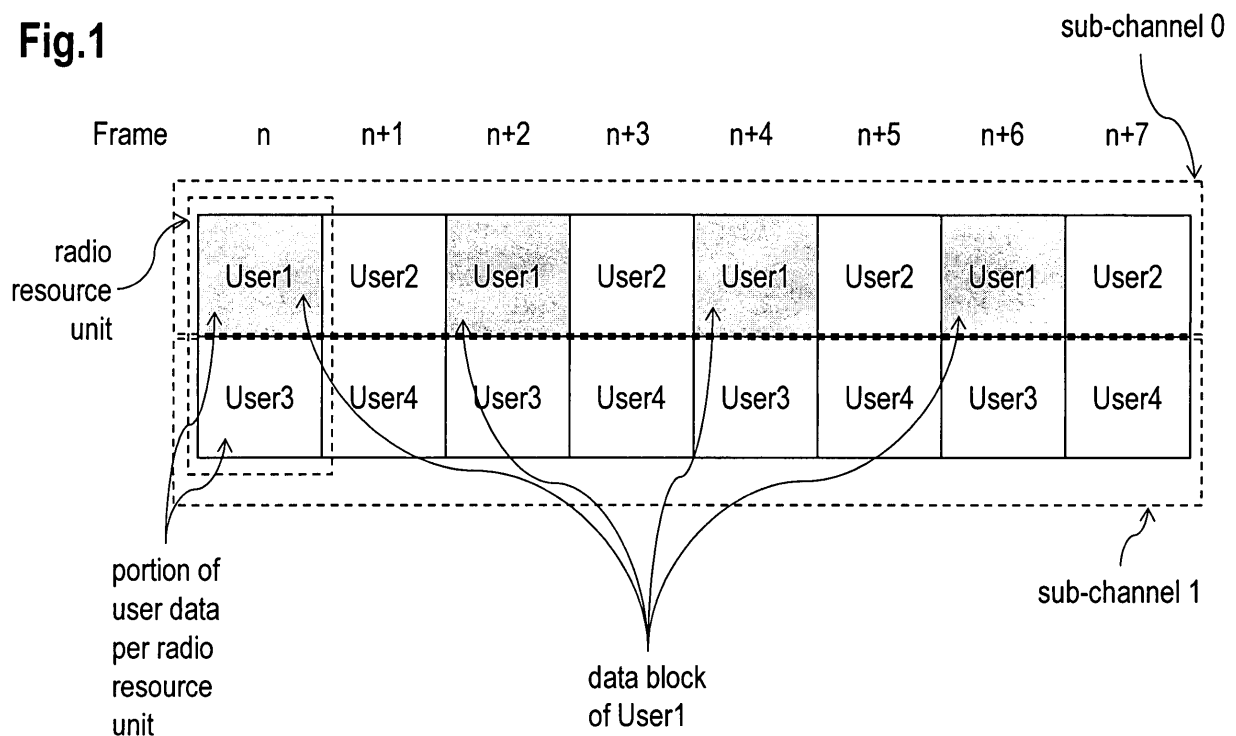 Fig.1
sub-channel 0
Frame n n+1 n+2 n+3 n+4 n+5 n+6 n+7
radio
resource
unit
User1 User2 User1 User2 User1 User2 User1 User2
User3 User4 User3 User4 User3 User4 User3 User4
portion of
user data
per radio
resource
unit
data block
of User1
sub-channel 1